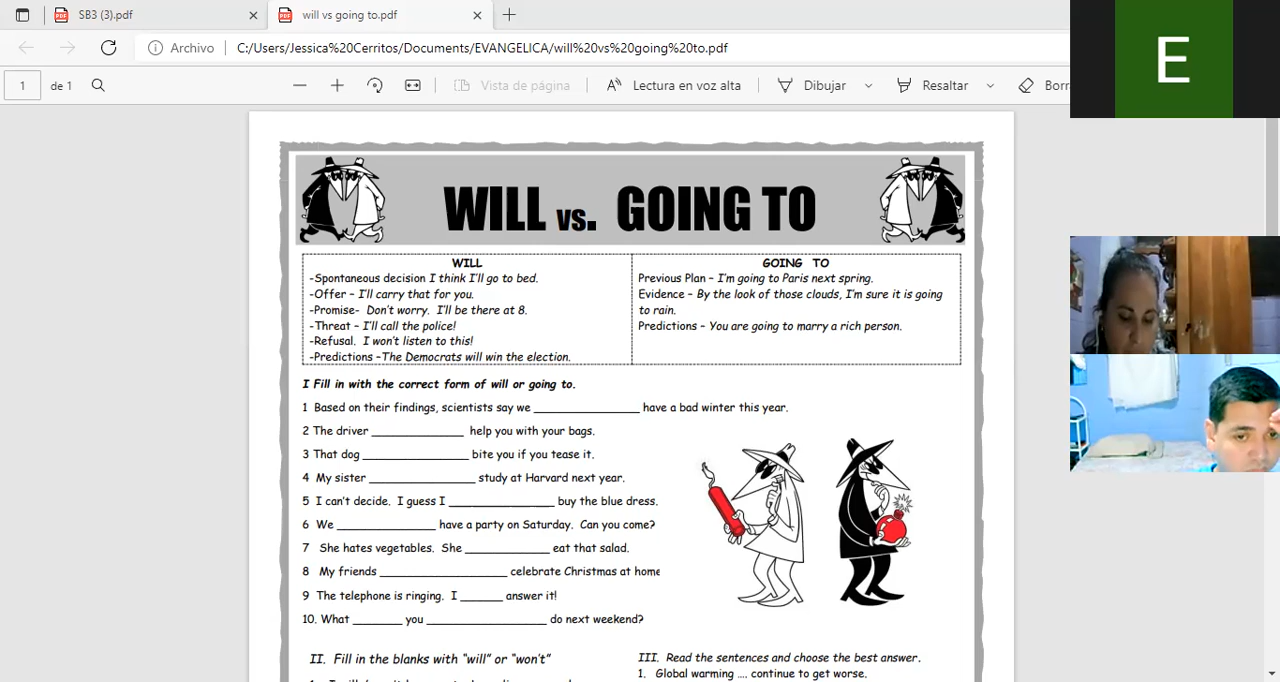 SB3 (3).pdf
will vs going to.pdf
Archivo
C:/Users/Jessica%20Cerritos/Documents/EVANGELICA/will%20vs%20going%20to.pdf
1 de 1
Vista de página
Lectura en voz alta
Dibujar
Resaltar
E
WILL vs. GOING TO
WILL
-Spontaneous decision I think I'll go to bed.
-Offer – I'll carry that for you.
-Promise- Don't worry. I'll be there at 8.
-Threat – I'll call the police!
-Refusal. I won't listen to this!
-Predictions –The Democrats will win the election.
GOING TO
Previous Plan – I'm going to Paris next spring.
Evidence – By the look of those clouds, I'm sure it is going
to rain.
Predictions – You are going to marry a rich person.
I Fill in with the correct form of will or going to.
1 Based on their findings, scientists say we ________________ have a bad winter this year.
2 The driver ______________ help you with your bags.
3 That dog ________________ bite you if you tease it.
4 My sister ________________ study at Harvard next year.
5 I can't decide. I guess I ________________ buy the blue dress.
6 We _______________ have a party on Saturday. Can you come?
7 She hates vegetables. She _____________ eat that salad.
8 My friends ___________________ celebrate Christmas at home
9 The telephone is ringing. I ______ answer it!
10. What _______ you __________________ do next weekend?
II. Fill in the blanks with "will" or "won't"
III. Read the sentences and choose the best answer.
1. Global warming .... continue to get worse.